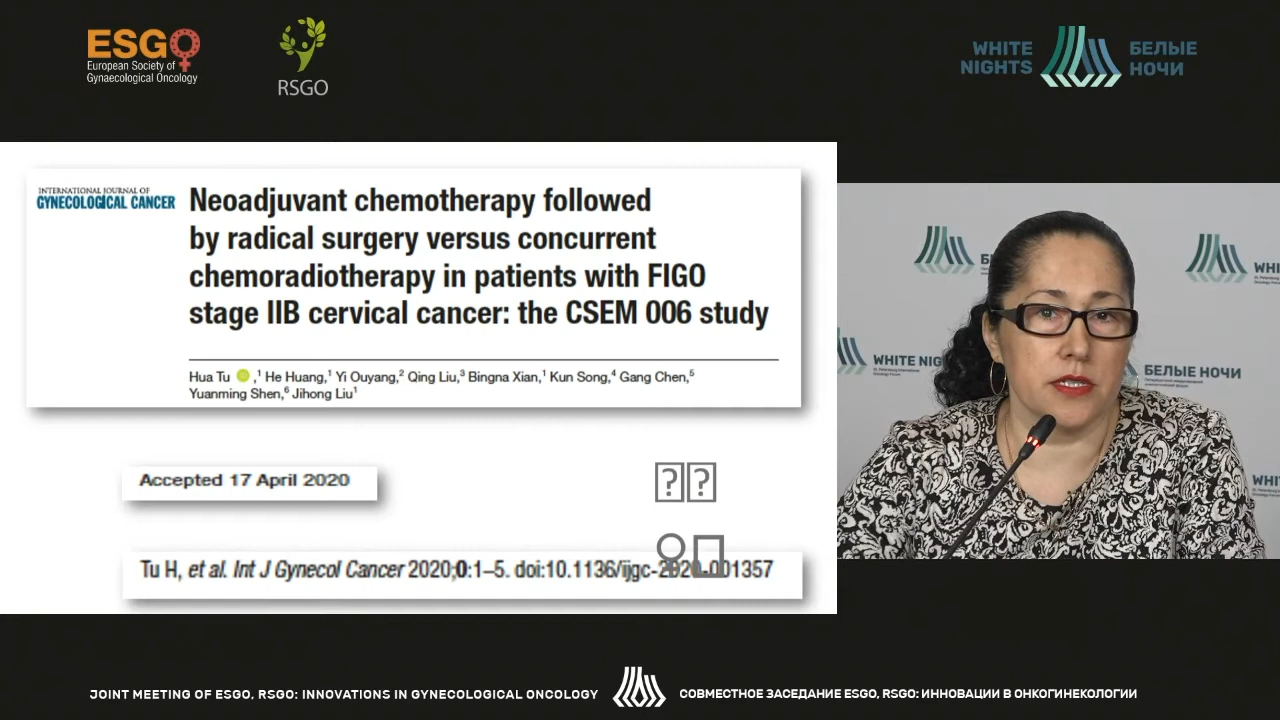 ESGO
European Society of
Gynaecological Oncology
RSGO
WHITE
NIGHTS
БЕЛЫЕ
НОЧИ
INTERNATIONAL JOURNAL OF
GYNECOLOGICAL CANCER
Neoadjuvant chemotherapy followed
by radical surgery versus concurrent
chemoradiotherapy in patients with FIGO
stage IIB cervical cancer: the CSEM 006 study
Hua Tu ,1 He Huang,1 Yi Ouyang,2 Qing Liu,3 Bingna Xian,1 Kun Song,4 Gang Chen,5
Yuanming Shen,6 Jihong Liu1
Accepted 17 April 2020
Tu H, et al. Int J Gynecol Cancer 2020;0:1–5. doi:10.1136/ijgc-2020-001357
WHITE NIG
БЕЛЫЕ НОЧИ
WHI
WHI
JOINT MEETING OF ESGO, RSGO: INNOVATIONS IN GYNECOLOGICAL ONCOLOGY
СОВМЕСТНОЕ ЗАСЕДАНИЕ ESGO, RSGO: ИННОВАЦИИ В ОНКОГИНЕКОЛОГИИ